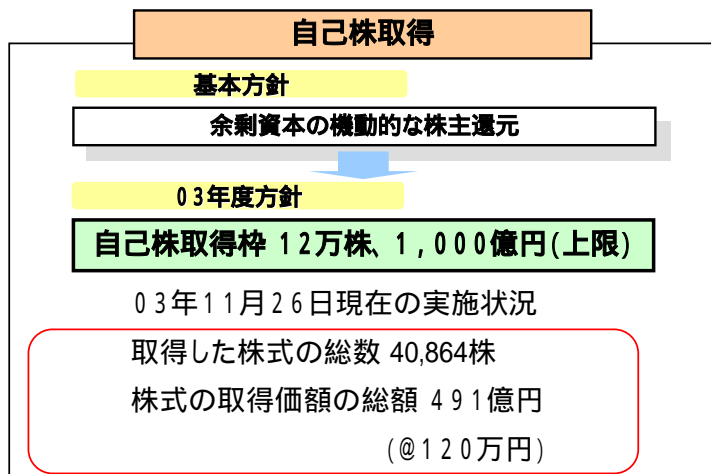 自己株取得
基本方針
余剰資本の機動的な株主還元
03年度方針
自己株取得枠 12万株、1,000億円(上限)
03年11月26日現在の実施状況
取得した株式の総数 40,864株
株式の取得価額の総額 491億円
(@120万円)